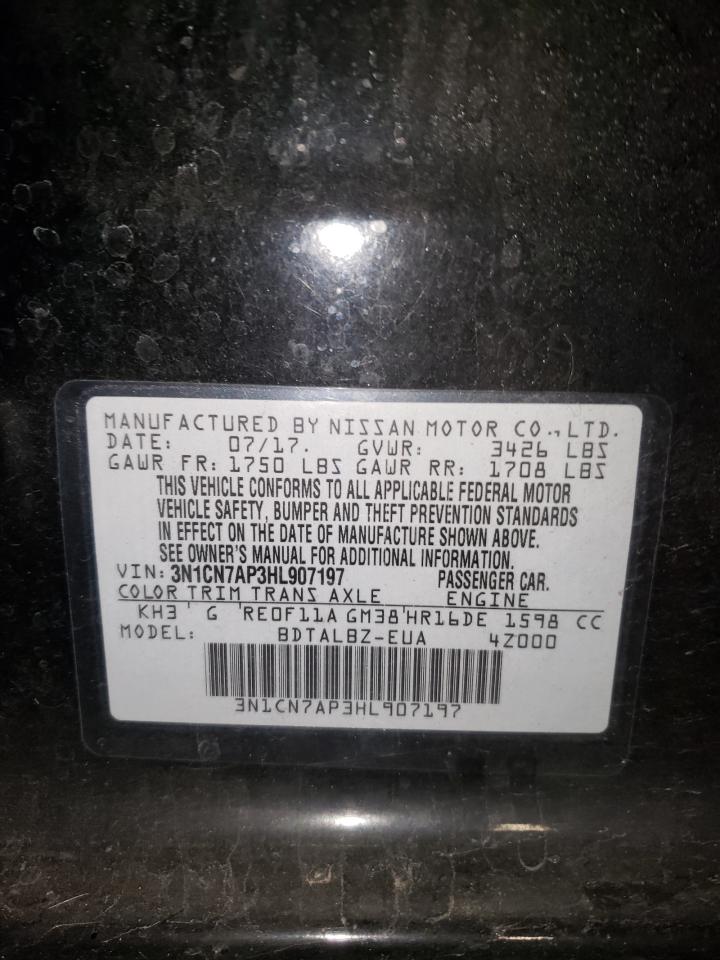 MANUFACTURED BY NISSAN MOTOR CO., LTD.
DATE: 07/17. GVWR: 3426 LBS
GAWR FR: 1750 LBS GAWR RR: 1708 LBS
THIS VEHICLE CONFORMS TO ALL APPLICABLE FEDERAL MOTOR
VEHICLE SAFETY, BUMPER AND THEFT PREVENTION STANDARDS
IN EFFECT ON THE DATE OF MANUFACTURE SHOWN ABOVE.
SEE OWNER'S MANUAL FOR ADDITIONAL INFORMATION.
VIN: 3N1CN7AP3HL907197 PASSENGER CAR.
COLOR TRIM TRANS AXLE ENGINE
KH3 ' G 'RE0F11A GM38'HR16DE 1598 CC
MODEL: BDTALBZ-EUA 4Z000
3N1CN7AP3HL907197